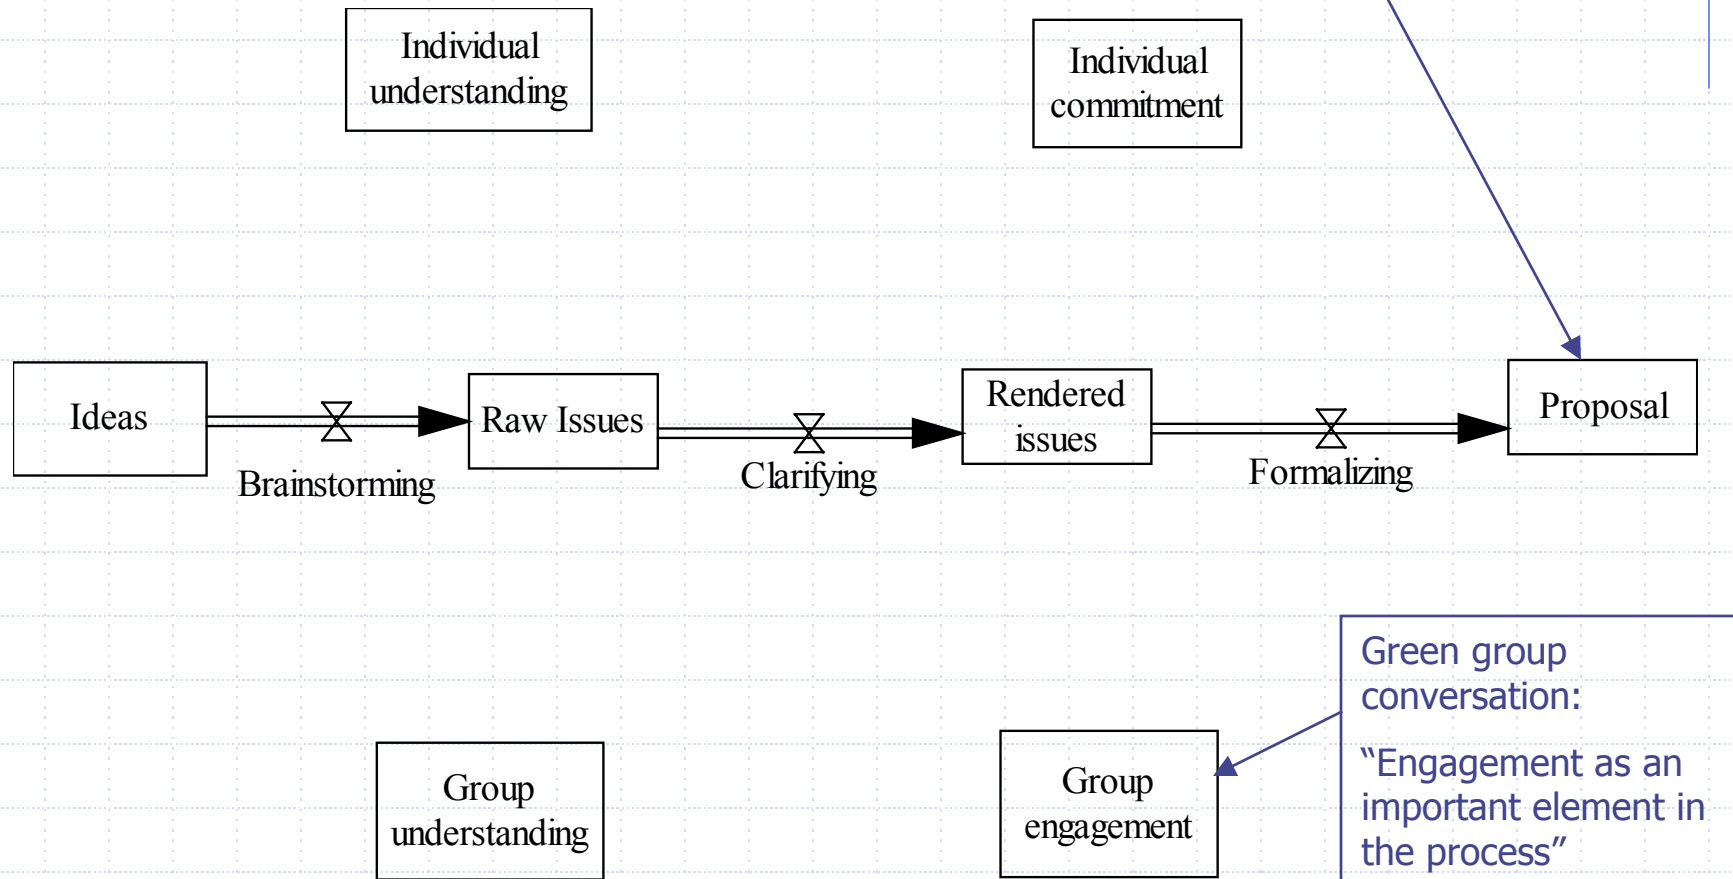 Individual
understanding
Individual
commitment
Ideas
Brainstorming
Raw Issues
Clarifying
Rendered
issues
Formalizing
Proposal
Group
understanding
Group
engagement
Green group
conversation:
“Engagement as an
important element in
the process”